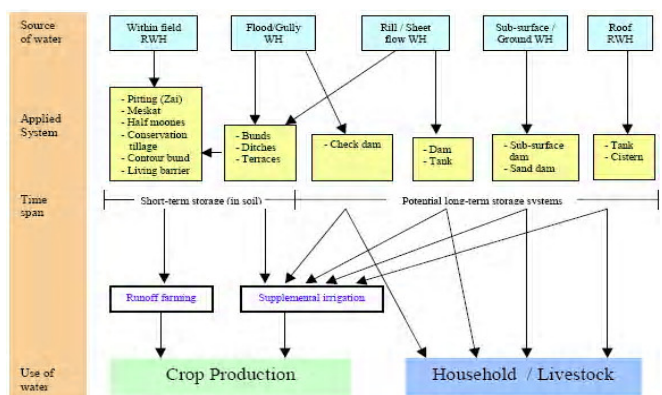 Source
of water
Within field
RWH
Flood/Gully
WH
Rill / Sheet
flow WH
Sub-surface /
Ground WH
Roof
RWH
Applied
System
- Pitting (Zai)
- Meskat
- Half moones
- Conservation
tillage
- Contour bund
- Living barrier
- Bunds
- Ditches
- Terraces
- Check dam
- Dam
- Tank
- Sub-surface
dam
- Sand dam
- Tank
- Cistern
Time
span
Short-term storage (in soil)
Potential long-term storage systems
Runoff farming
Supplemental irrigation
Use of
water
Crop Production
Household / Livestock